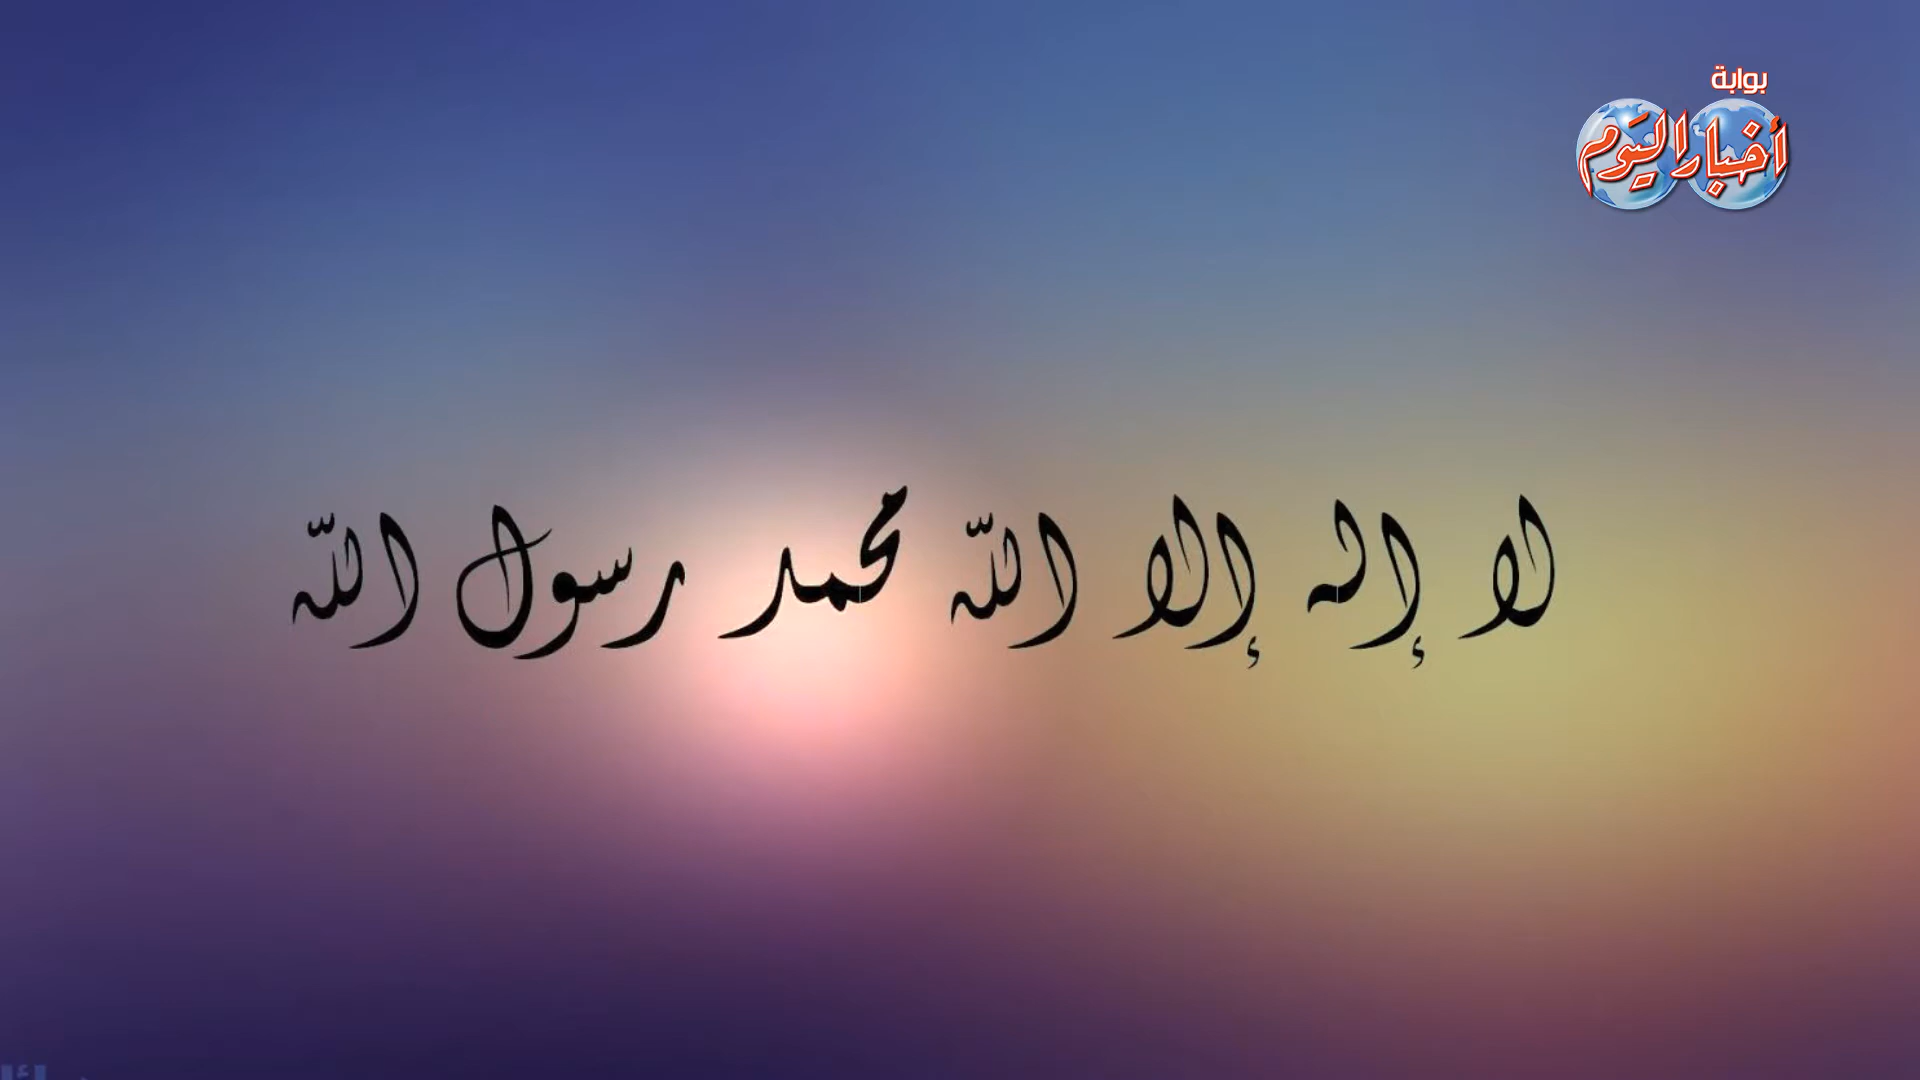 بوابة
أخبار اليوم
لا إله إلا الله محمد رسول الله